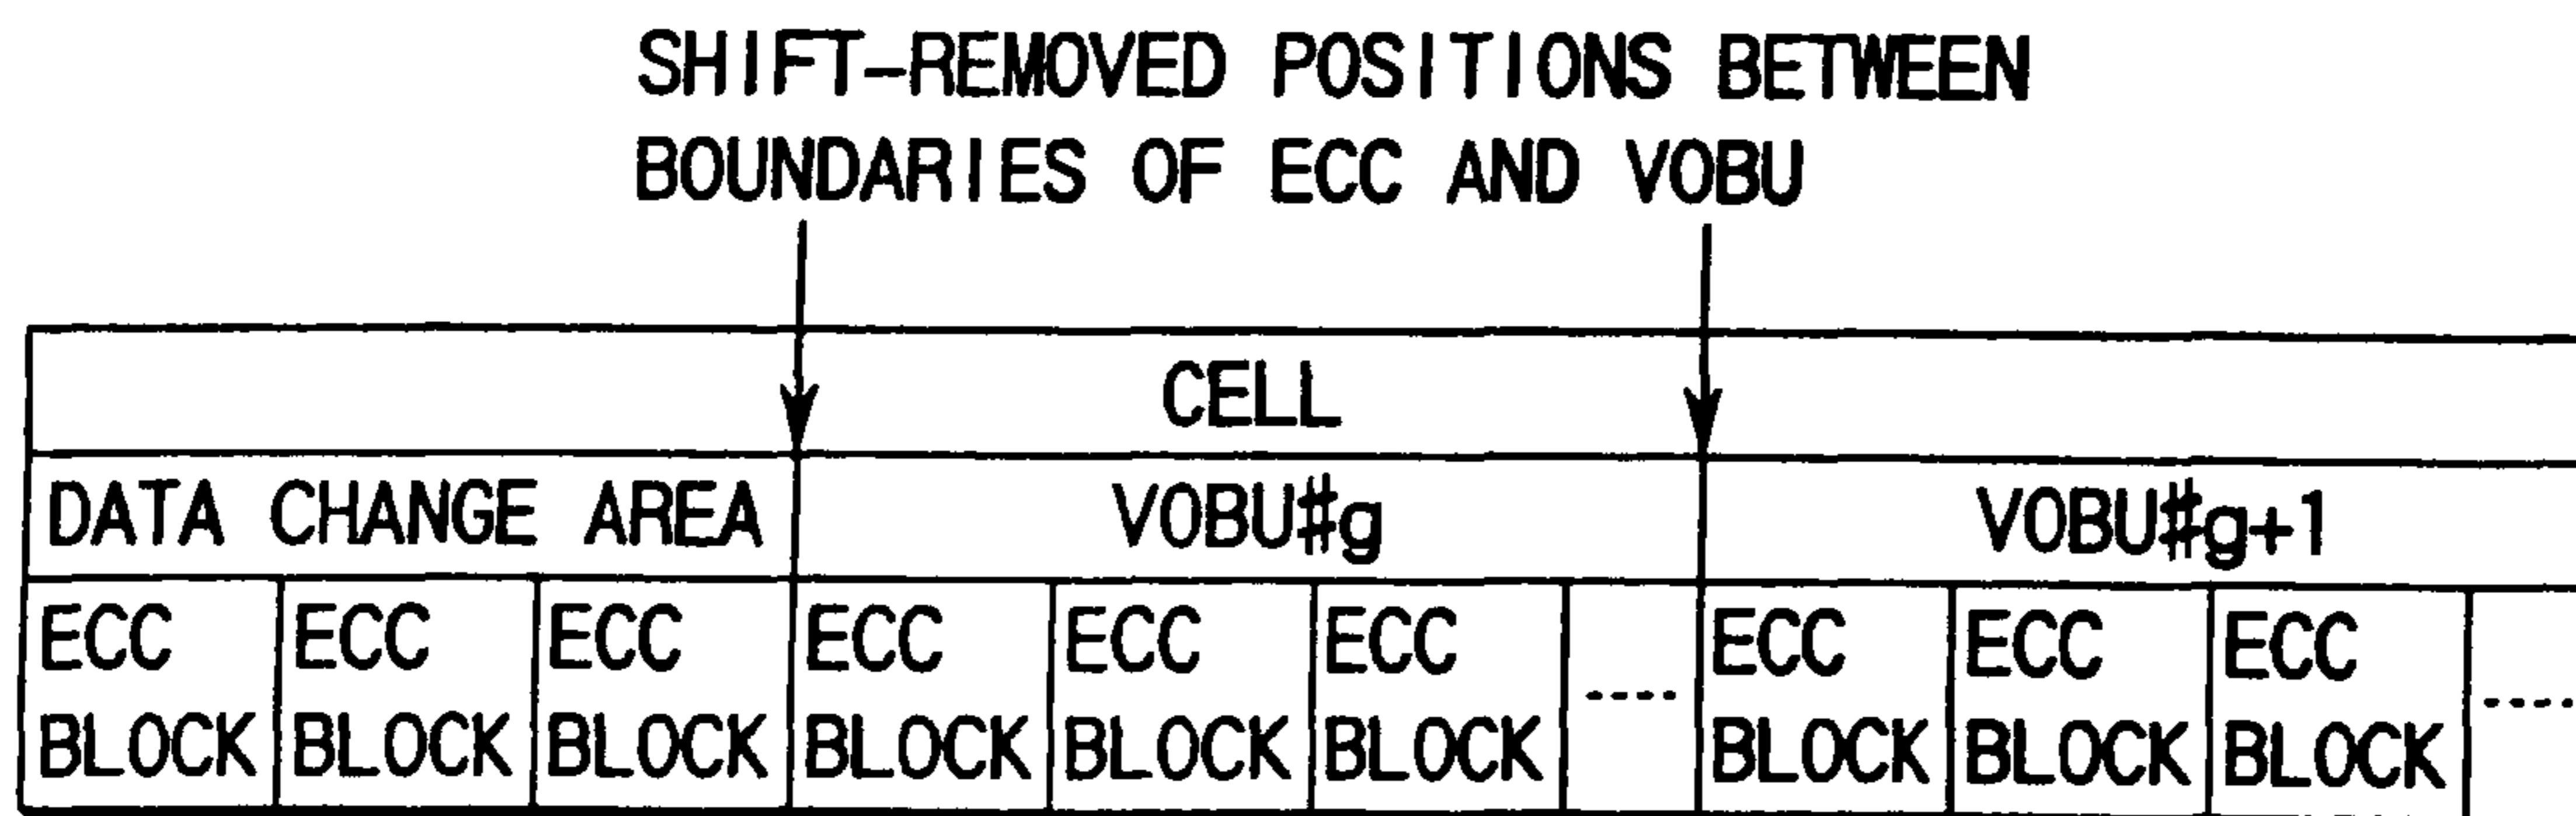 SHIFT-REMOVED POSITIONS BETWEEN
BOUNDARIES OF ECC AND VOBU
CELL
DATA CHANGE AREA VOBU#g VOBU#g+1
ECC ECC ECC ECC ECC ECC ECC ECC ECC
BLOCK BLOCK BLOCK BLOCK BLOCK BLOCK ····· BLOCK BLOCK BLOCK ·····